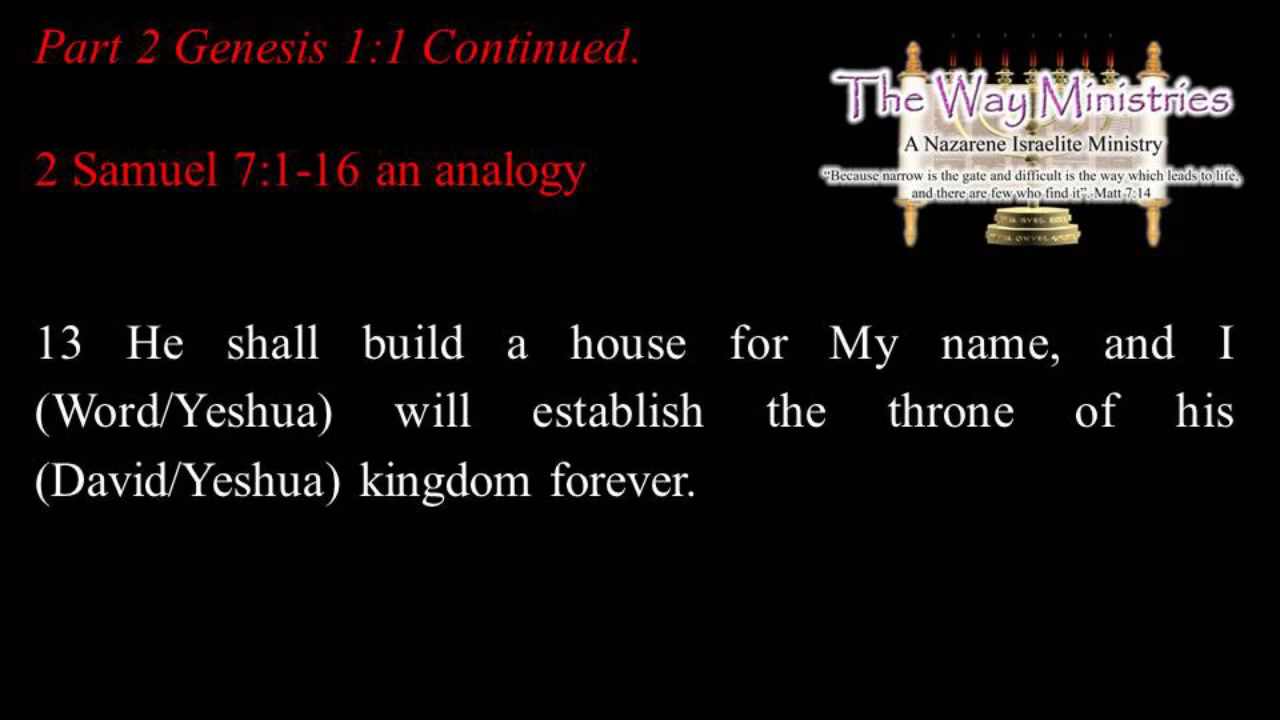 Part 2 Genesis 1:1 Continued.
2 Samuel 7:1-16 an analogy
The Way Ministries
A Nazarene Israelite Ministry
"Because narrow is the gate and difficult is the way which leads to life,
and there are few who find it". Matt 7:14
13 He shall build a house for My name, and I
(Word/Yeshua) will establish the throne of his
(David/Yeshua) kingdom forever.